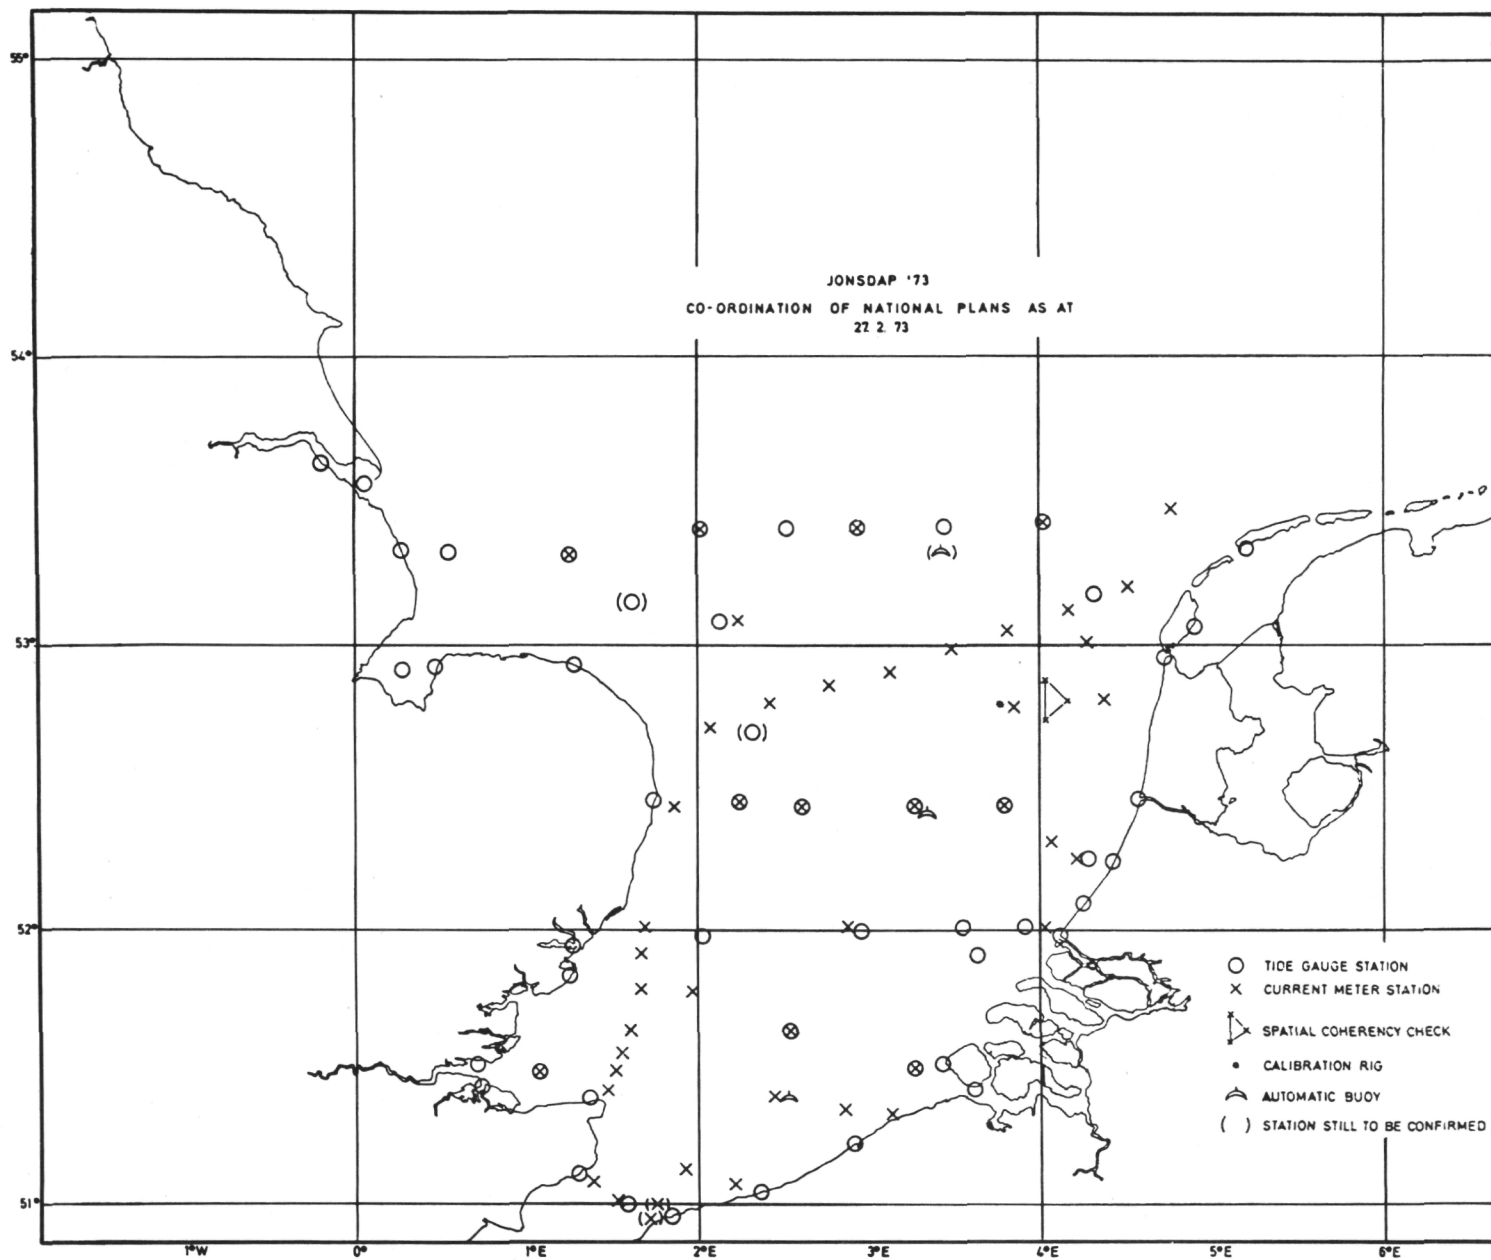 55°
JONSDAP '73
CO-ORDINATION OF NATIONAL PLANS AS AT
27. 2. 73
54°
53°
52°
TIDE GAUGE STATION
CURRENT METER STATION
SPATIAL COHERENCY CHECK
CALIBRATION RIG
AUTOMATIC BUOY
( ) STATION STILL TO BE CONFIRMED
51°
1°W 0° 1°E 2°E 3°E 4°E 5°E 6°E